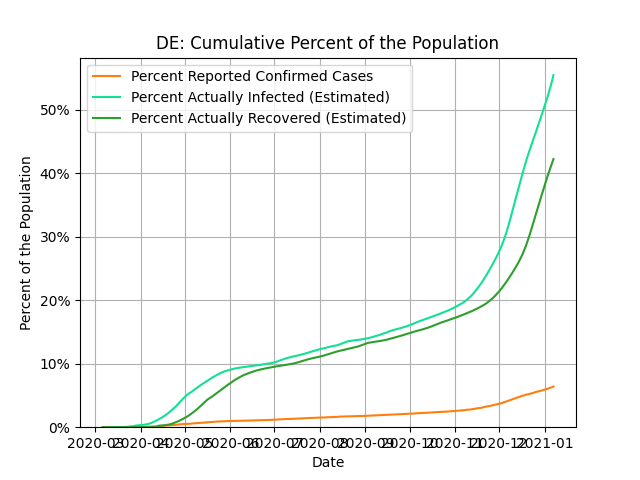 DE: Cumulative Percent of the Population
Percent Reported Confirmed Cases
Percent Actually Infected (Estimated)
Percent Actually Recovered (Estimated)
Percent of the Population
50%
40%
30%
20%
10%
0%
2020-03 2020-04 2020-05 2020-06 2020-07 2020-08 2020-09 2020-10 2020-11 2020-12 2021-01
Date